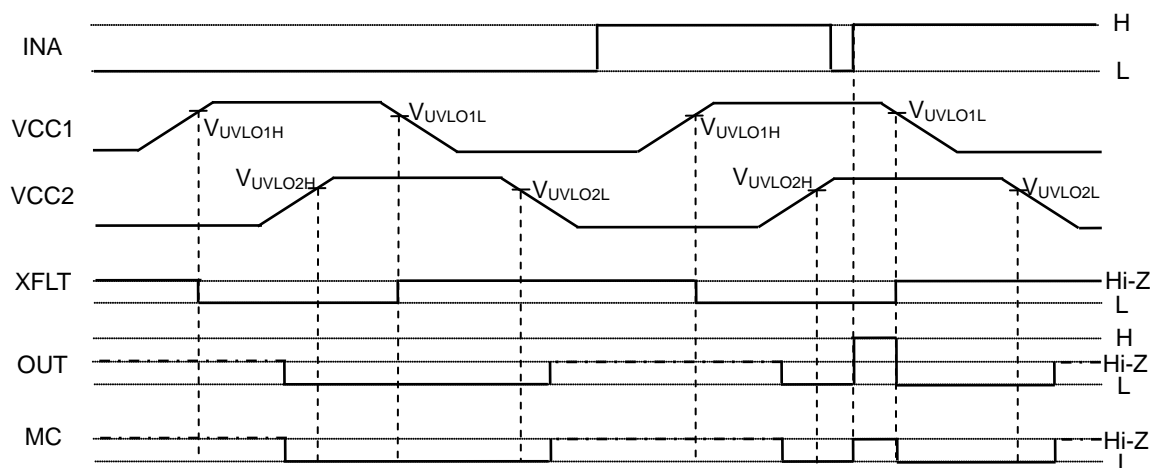 INA
H
L
VCC1
VUVLO1H
VUVLO1L
VUVLO1H
VUVLO1L
VCC2
VUVLO2H
VUVLO2L
VUVLO2H
VUVLO2L
XFLT
Hi-Z
L
OUT
H
Hi-Z
L
MC
Hi-Z
L